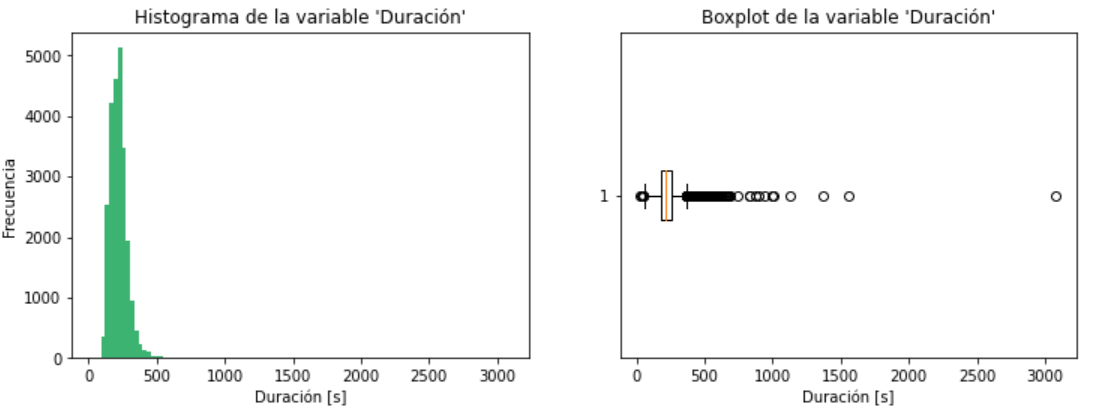 Histograma de la variable 'Duración'
5000
4000
3000
2000
1000
0
Frecuencia
0 500 1000 1500 2000 2500 3000
Duración [s]
Boxplot de la variable 'Duración'
1
0 500 1000 1500 2000 2500 3000
Duración [s]